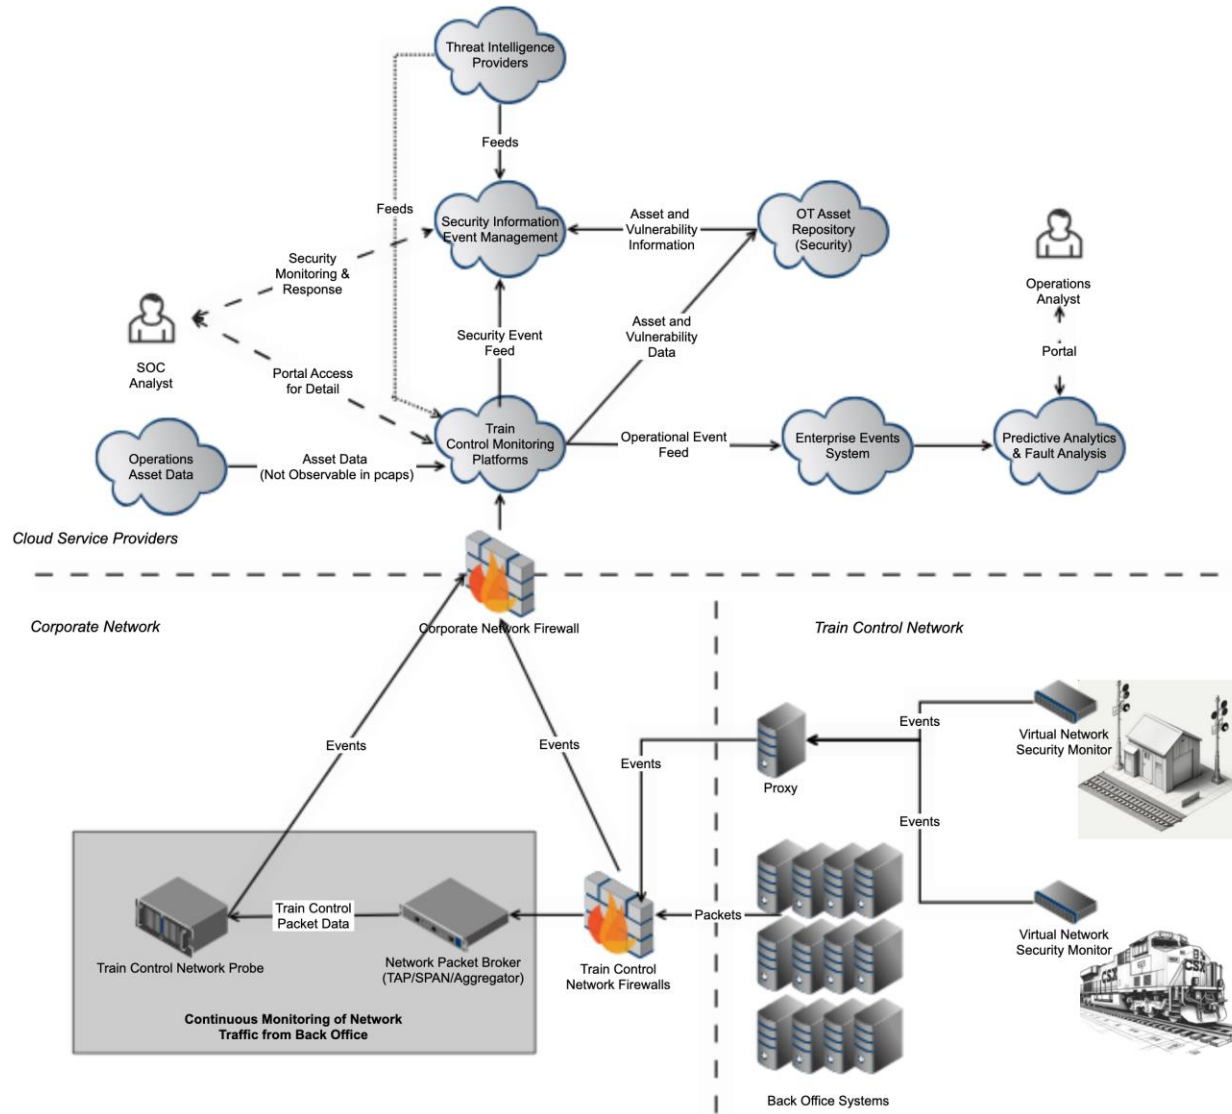 Threat Intelligence
Providers
Feeds
Feeds
Security Information
Event Management
Asset and
Vulnerability
Information
OT Asset
Repository
(Security)
Security
Monitoring &
Response
Operations
Analyst
SOC
Analyst
Security Event
Feed
Asset and
Vulnerability
Data
Portal
Portal Access
for Detail
Operations
Asset Data
Asset Data
(Not Observable in pcaps)
Train
Control Monitoring
Platforms
Operational Event
Feed
Enterprise Events
System
Predictive Analytics
& Fault Analysis
Cloud Service Providers
Corporate Network
Corporate Network Firewall
Train Control Network
Events
Events
Events
Proxy
Events
Virtual Network
Security Monitor
Events
Virtual Network
Security Monitor
Train Control
Packet Data
Train Control Network Probe
Network Packet Broker
(TAP/SPAN/Aggregator)
Train Control
Network Firewalls
Packets
Continuous Monitoring of Network
Traffic from Back Office
Back Office Systems
CSX
CSX